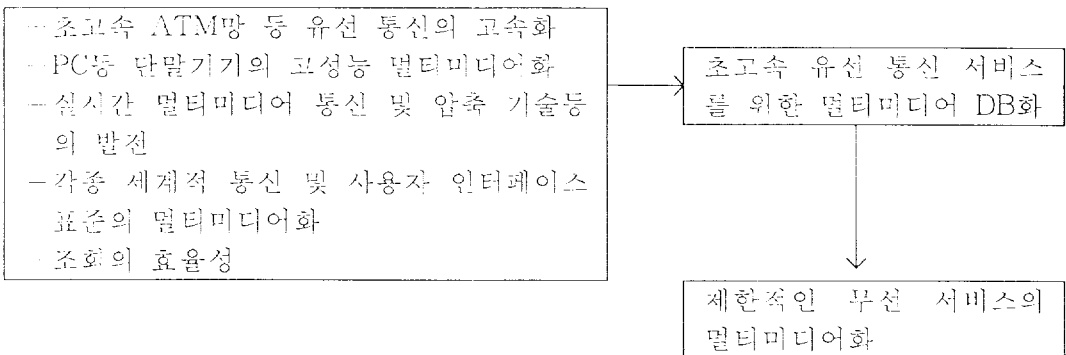 - 초고속 ATM망 등 유선 통신의 고속화
- PC등 단말기기의 고성능 멀티미디어화
- 실시간 멀티미디어 통신 및 압축 기술등
의 발전
- 각종 세계적 통신 및 사용자 인터페이스
표준의 멀티미디어화
- 조회의 효율성
초고속 유선 통신 서비스
를 위한 멀티미디어 DB화
제한적인 무선 서비스의
멀티미디어화